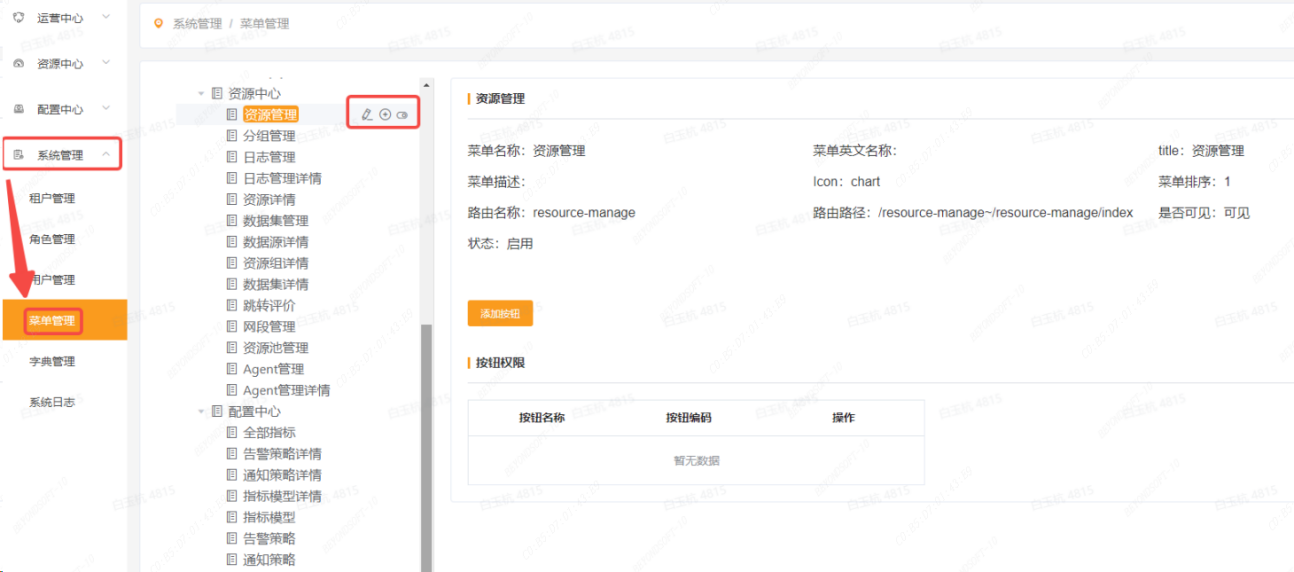 运营中心
资源中心
配置中心
系统管理
租户管理
角色管理
用户管理
菜单管理
字典管理
系统日志
系统管理 / 菜单管理
资源中心
资源管理
分组管理
日志管理
日志管理详情
资源详情
数据集管理
数据源详情
资源组详情
数据集详情
跳转评价
网段管理
资源池管理
Agent管理
Agent管理详情
配置中心
全部指标
告警策略详情
通知策略详情
指标模型详情
指标模型
告警策略
通知策略
资源管理
菜单名称：资源管理 菜单英文名称： title：资源管理
菜单描述： Icon：chart 菜单排序：1
路由名称：resource-manage 路由路径：/resource-manage~/resource-manage/index 是否可见：可见
状态：启用
添加按钮
按钮权限
按钮名称 按钮编码 操作
暂无数据